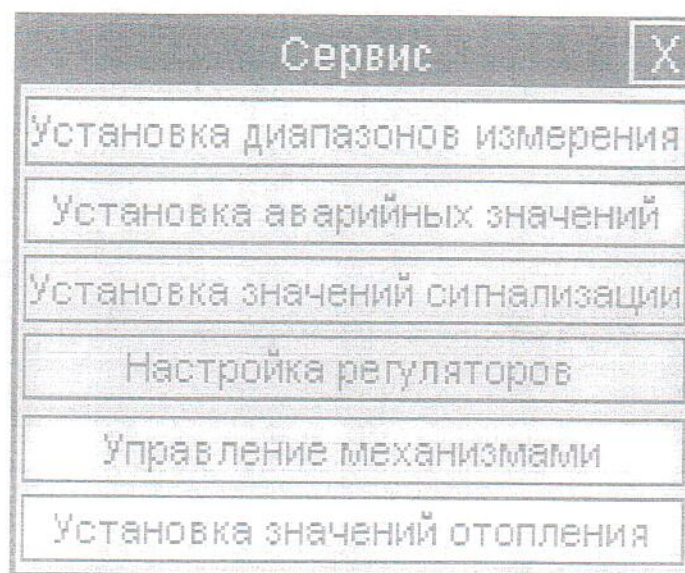 Сервис X
Установка диапазонов измерения
Установка аварийных значений
Установка значений сигнализации
Настройка регуляторов
Управление механизмами
Установка значений отопления